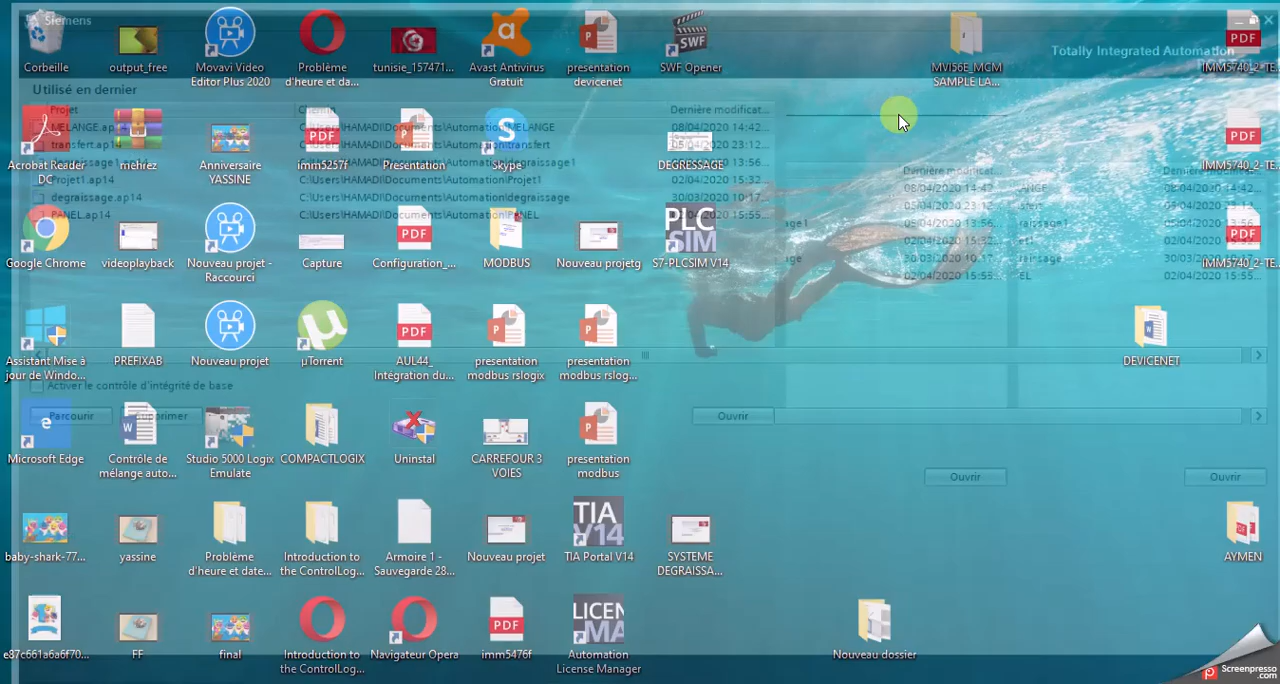 Siemens
Totally Integrated Automation
Corbeille
output_free
Movavi Video
Editor Plus 2020
Problème
d'heure et da...
tunisie_157471...
Avast Antivirus
Gratuit
presentation
devicenet
SWF Opener
MVI56E_MCM
SAMPLE LA...
IMM5740_2-TE...
Utilisé en dernier
Projet
Chemin
Dernière modificat...
MELANGE.ap14
C:\Users\HAMADI\Documents\Automation\MELANGE
08/04/2020 14:42...
transfert.ap14
C:\Users\HAMADI\Documents\Automation\transfert
05/04/2020 23:12...
degraissage1.ap14
C:\Users\HAMADI\Documents\Automation\degraissage1
05/04/2020 13:56...
Projet1.ap14
C:\Users\HAMADI\Documents\Automation\Projet1
02/04/2020 15:32...
degraissage.ap14
C:\Users\HAMADI\Documents\Automation\degraissage
30/03/2020 10:17...
PANEL.ap14
C:\Users\HAMADI\Documents\Automation\PANEL
02/04/2020 15:55...
Acrobat Reader
DC
mehrez
Anniversaire
YASSINE
imm5257f
Presentation
Skype
DEGRESSAGE
IMM5740_2-TE...
Google Chrome
videoplayback
Nouveau projet -
Raccourci
Capture
Configuration_...
MODBUS
Nouveau projetg
PLC
SIM
S7-PLCSIM V14
IMM5740_2-TE...
Assistant Mise à
jour de Windo...
PREFIXAB
Nouveau projet
µTorrent
AUL44_
Intégration du...
presentation
modbus rslogix
presentation
modbus rslog...
DEVICENET
Activer le contrôle d'intégrité de base
Parcourir
Supprimer
Ouvrir
Ouvrir
Ouvrir
Microsoft Edge
Contrôle de
mélange auto...
Studio 5000 Logix
Emulate
COMPACTLOGIX
Uninstal
CARREFOUR 3
VOIES
presentation
modbus
baby-shark-77...
yassine
Problème
d'heure et date...
Introduction to
the ControlLog...
Armoire 1 -
Sauvegarde 28...
Nouveau projet
TIA
V14
TIA Portal V14
SYSTEME
DEGRAISSA...
AYMEN
e87c661a6a6f70...
FF
final
Introduction to
the ControlLog...
Navigateur Opera
imm5476f
Automation
License Manager
Nouveau dossier
Screenpresso
.com